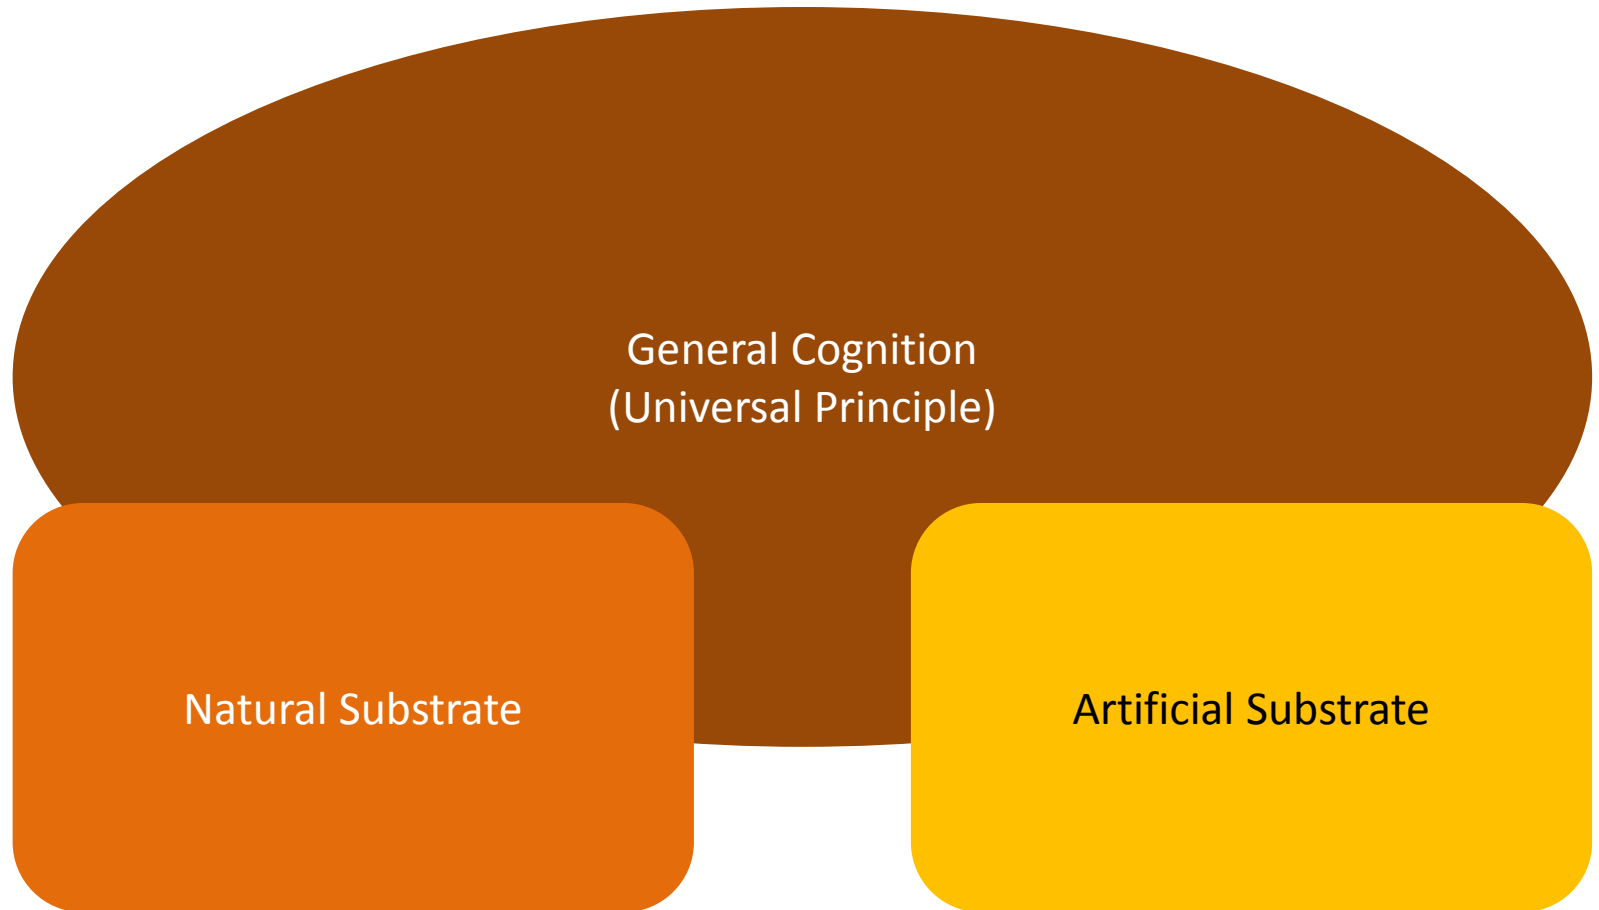 General Cognition
(Universal Principle)
Natural Substrate
Artificial Substrate